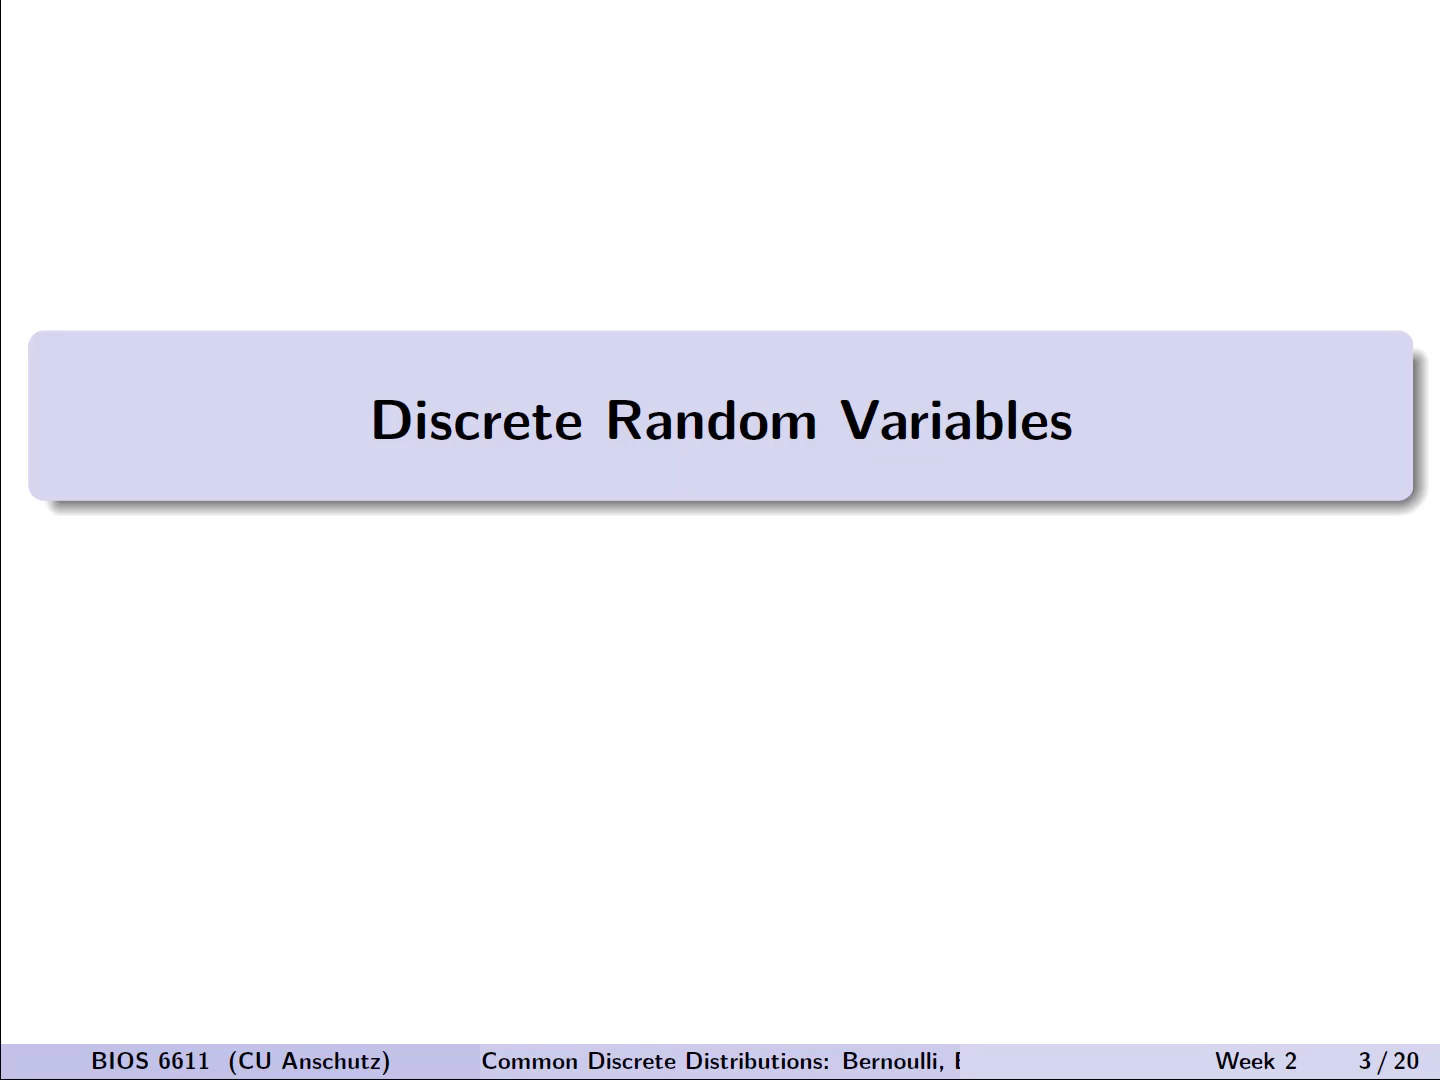 Discrete Random Variables
BIOS 6611 (CU Anschutz) Common Discrete Distributions: Bernoulli, Week 2 3 / 20